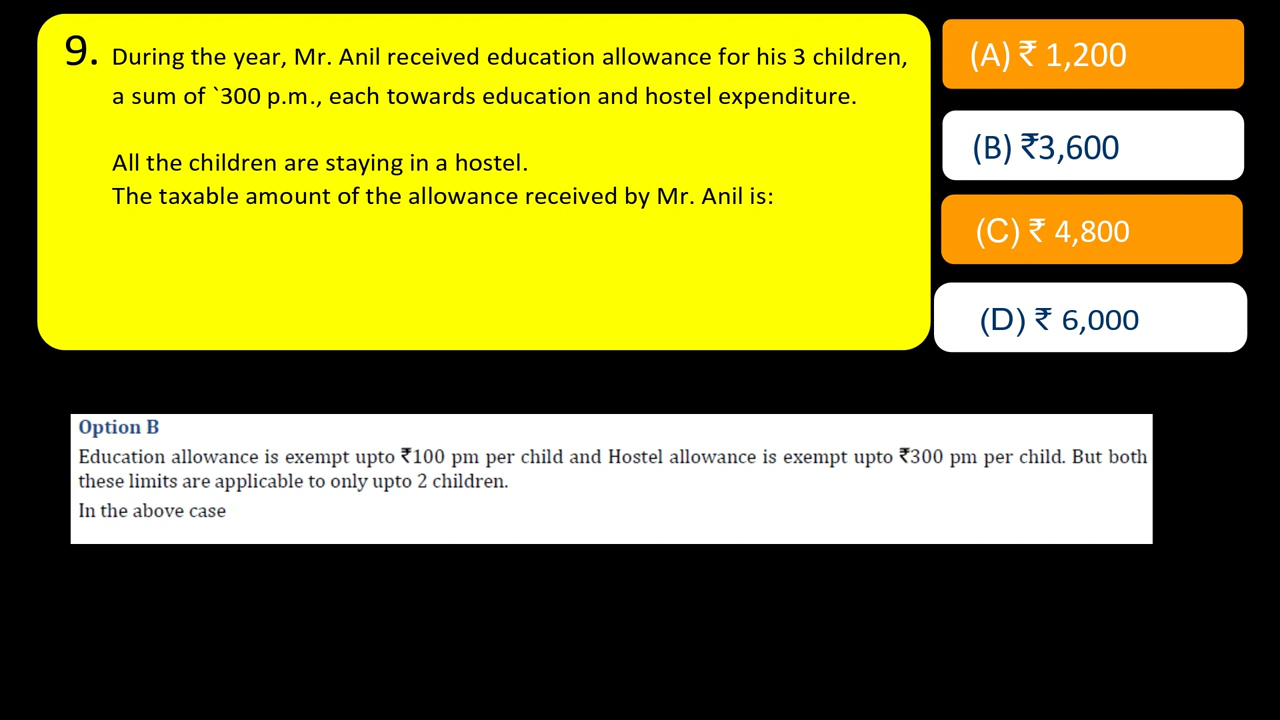 9. During the year, Mr. Anil received education allowance for his 3 children,
a sum of `300 p.m., each towards education and hostel expenditure.
All the children are staying in a hostel.
The taxable amount of the allowance received by Mr. Anil is:
(A) ₹ 1,200
(B) ₹3,600
(C) ₹ 4,800
(D) ₹ 6,000
Option B
Education allowance is exempt upto ₹100 pm per child and Hostel allowance is exempt upto ₹300 pm per child. But both
these limits are applicable to only upto 2 children.
In the above case